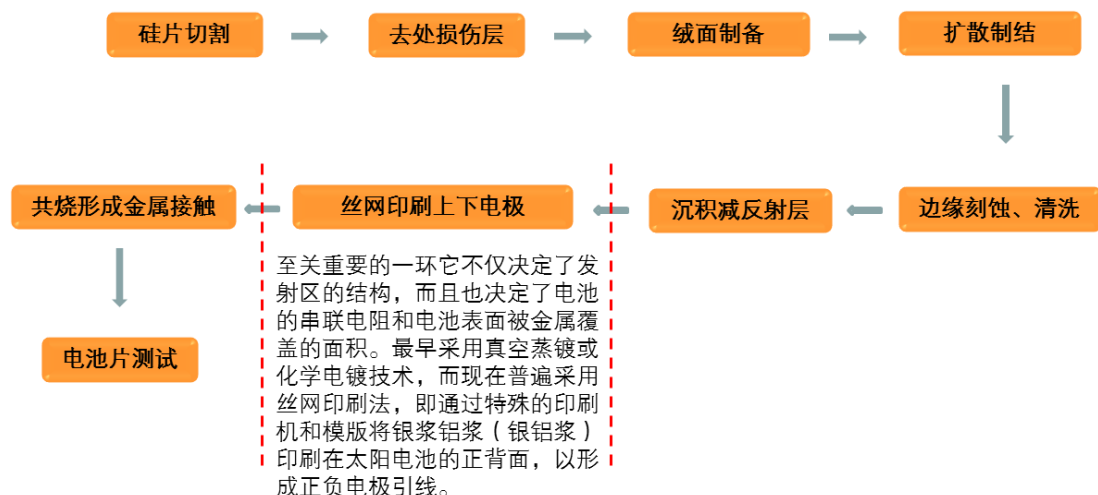 硅片切割
去处损伤层
绒面制备
扩散制结
边缘刻蚀、清洗
沉积减反射层
丝网印刷上下电极
共烧形成金属接触
电池片测试
至关重要的一环它不仅决定了发
射区的结构，而且也决定了电池
的串联电阻和电池表面被金属覆
盖的面积。最早采用真空蒸镀或
化学电镀技术，而现在普遍采用
丝网印刷法，即通过特殊的印刷
机和模版将银浆铝浆（银铝浆）
印刷在太阳电池的正背面，以形
成正负电极引线。